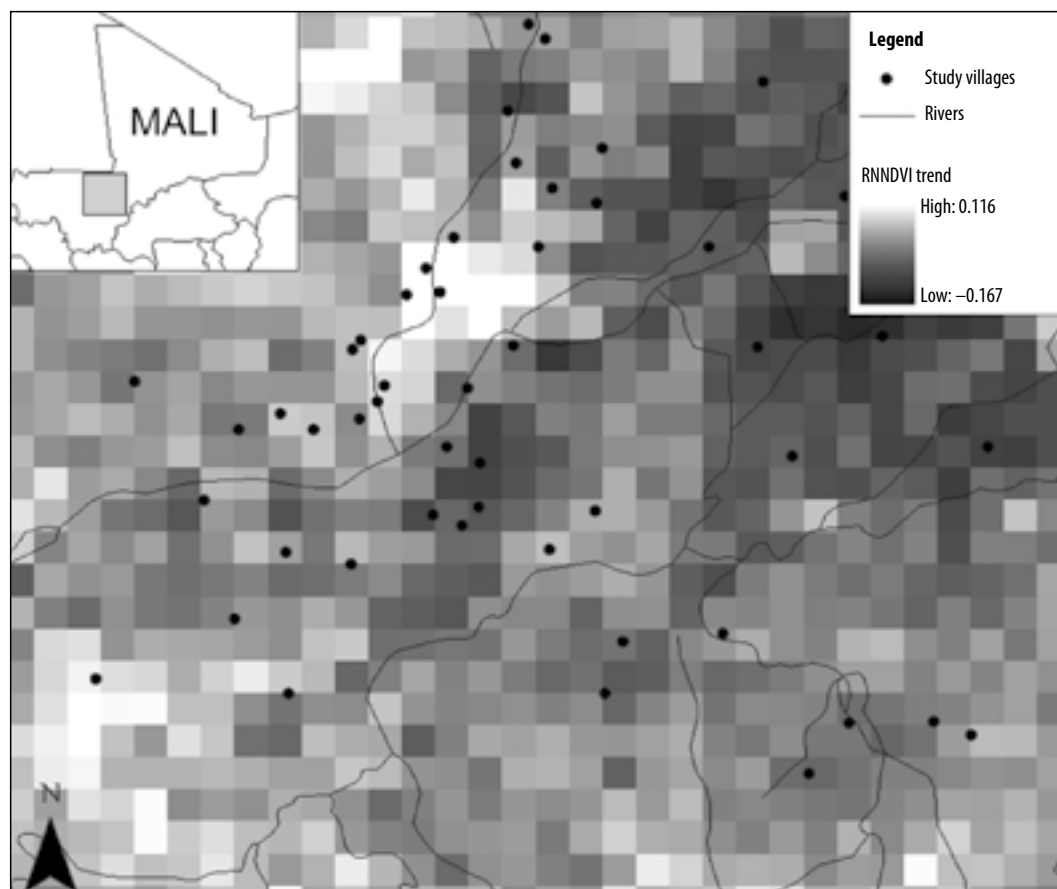 MALI
Legend
Study villages
Rivers
RNNDVI trend
High: 0.116
Low: –0.167
N